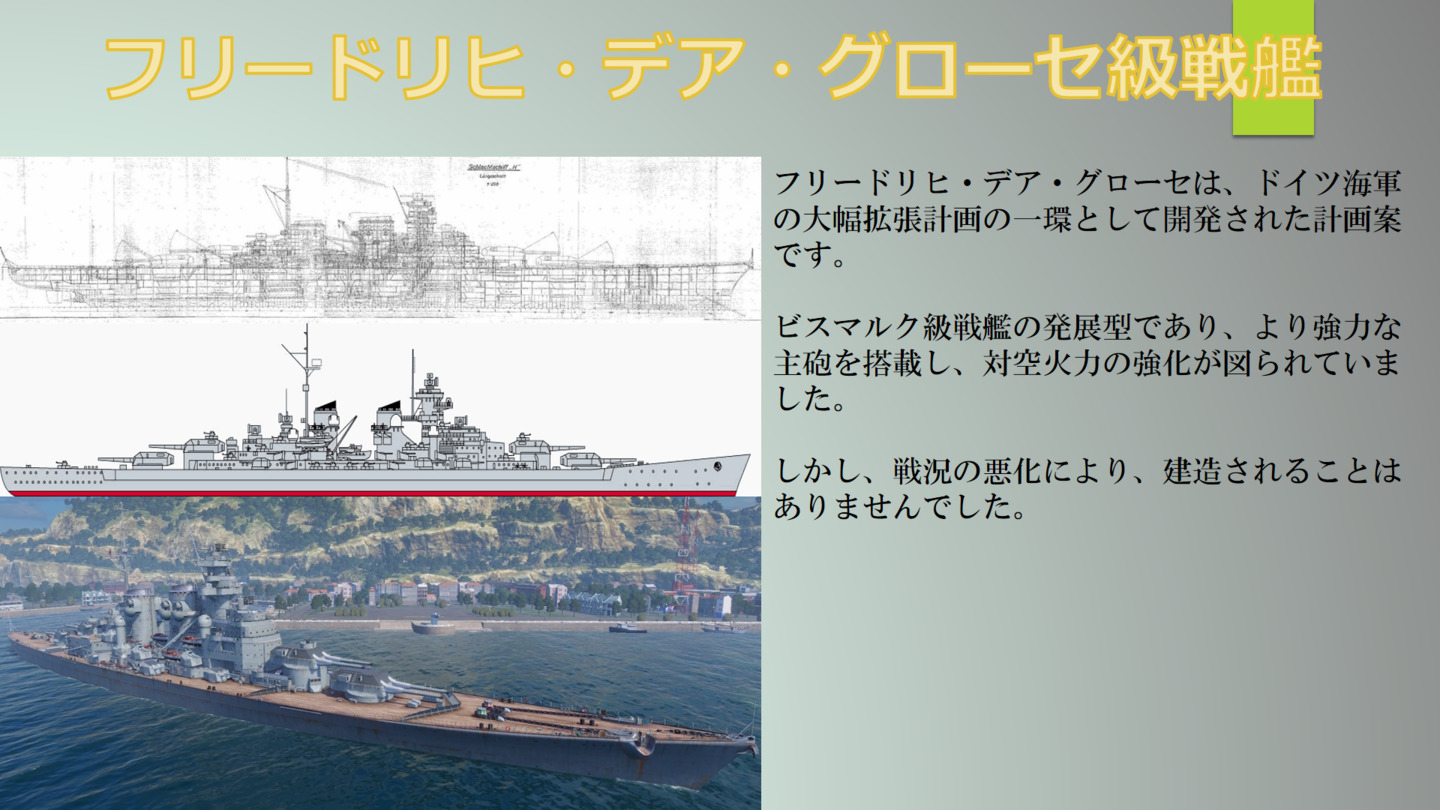 フリードリヒ・デア・グローセ級戦艦
Schlachtschiff „H“
Längsschnitt
フリードリヒ・デア・グローセは、ドイツ海軍
の大幅拡張計画の一環として開発された計画案
です。
ビスマルク級戦艦の発展型であり、より強力な
主砲を搭載し、対空火力の強化が図られていま
した。
しかし、戦況の悪化により、建造されることは
ありませんでした。